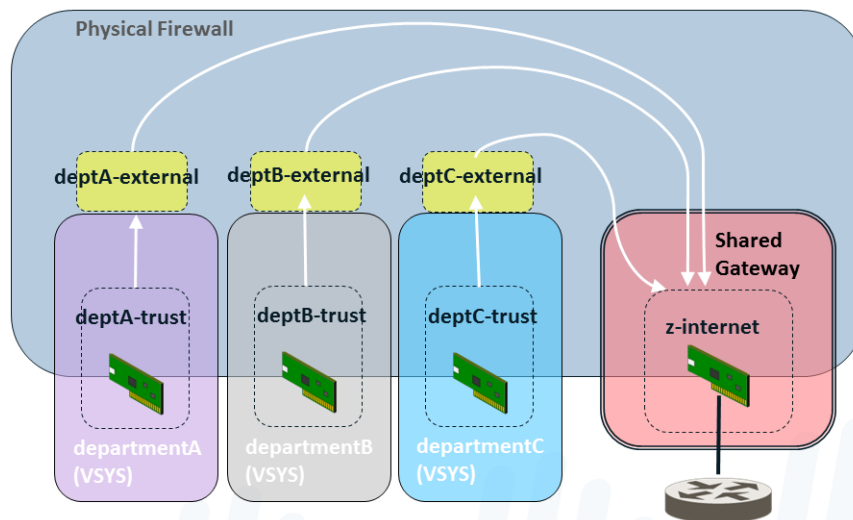 Physical Firewall
deptA-external
deptB-external
deptC-external
Shared
Gateway
deptA-trust
deptB-trust
deptC-trust
z-internet
departmentA
(VSYS)
departmentB
(VSYS)
departmentC
(VSYS)